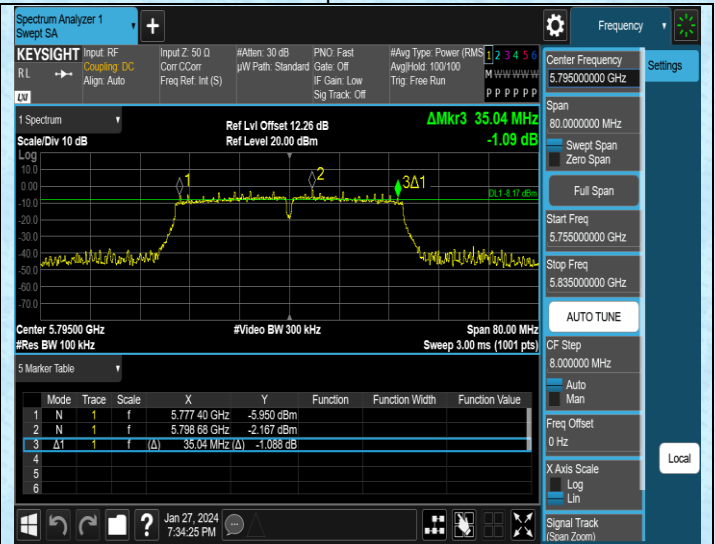 Spectrum Analyzer 1
Swept SA
Frequency
KEYSIGHT
RL
LXI
Input: RF
Coupling: DC
Align: Auto
Input Z: 50 Ω
Corr CCorr
Freq Ref: Int (S)
#Atten: 30 dB
µW Path: Standard
PNO: Fast
Gate: Off
IF Gain: Low
Sig Track: Off
#Avg Type: Power (RMS
Avg|Hold: 100/100
Trig: Free Run
1 2 3 4 5 6
M W W W W W
P P P P P P
1 Spectrum
Scale/Div 10 dB
Ref Lvl Offset 12.26 dB
Ref Level 20.00 dBm
ΔMkr3 35.04 MHz
-1.09 dB
Log
10.0
0.00
-10.0
-20.0
-30.0
-40.0
-50.0
-60.0
-70.0
1
2
3Δ1
DL1 -8.17 dBm
Center 5.79500 GHz
#Res BW 100 kHz
#Video BW 300 kHz
Span 80.00 MHz
Sweep 3.00 ms (1001 pts)
5 Marker Table
Mode Trace Scale X Y Function Function Width Function Value
1 N 1 f 5.777 40 GHz -5.950 dBm
2 N 1 f 5.798 68 GHz -2.167 dBm
3 Δ1 1 f (Δ) 35.04 MHz (Δ) -1.088 dB
4
5
6
?
Jan 27, 2024
7:34:25 PM
Center Frequency
5.795000000 GHz
Span
80.0000000 MHz
Swept Span
Zero Span
Full Span
Start Freq
5.755000000 GHz
Stop Freq
5.835000000 GHz
AUTO TUNE
CF Step
8.000000 MHz
Auto
Man
Freq Offset
0 Hz
X Axis Scale
Log
Lin
Signal Track
(Span Zoom)
Settings
Local